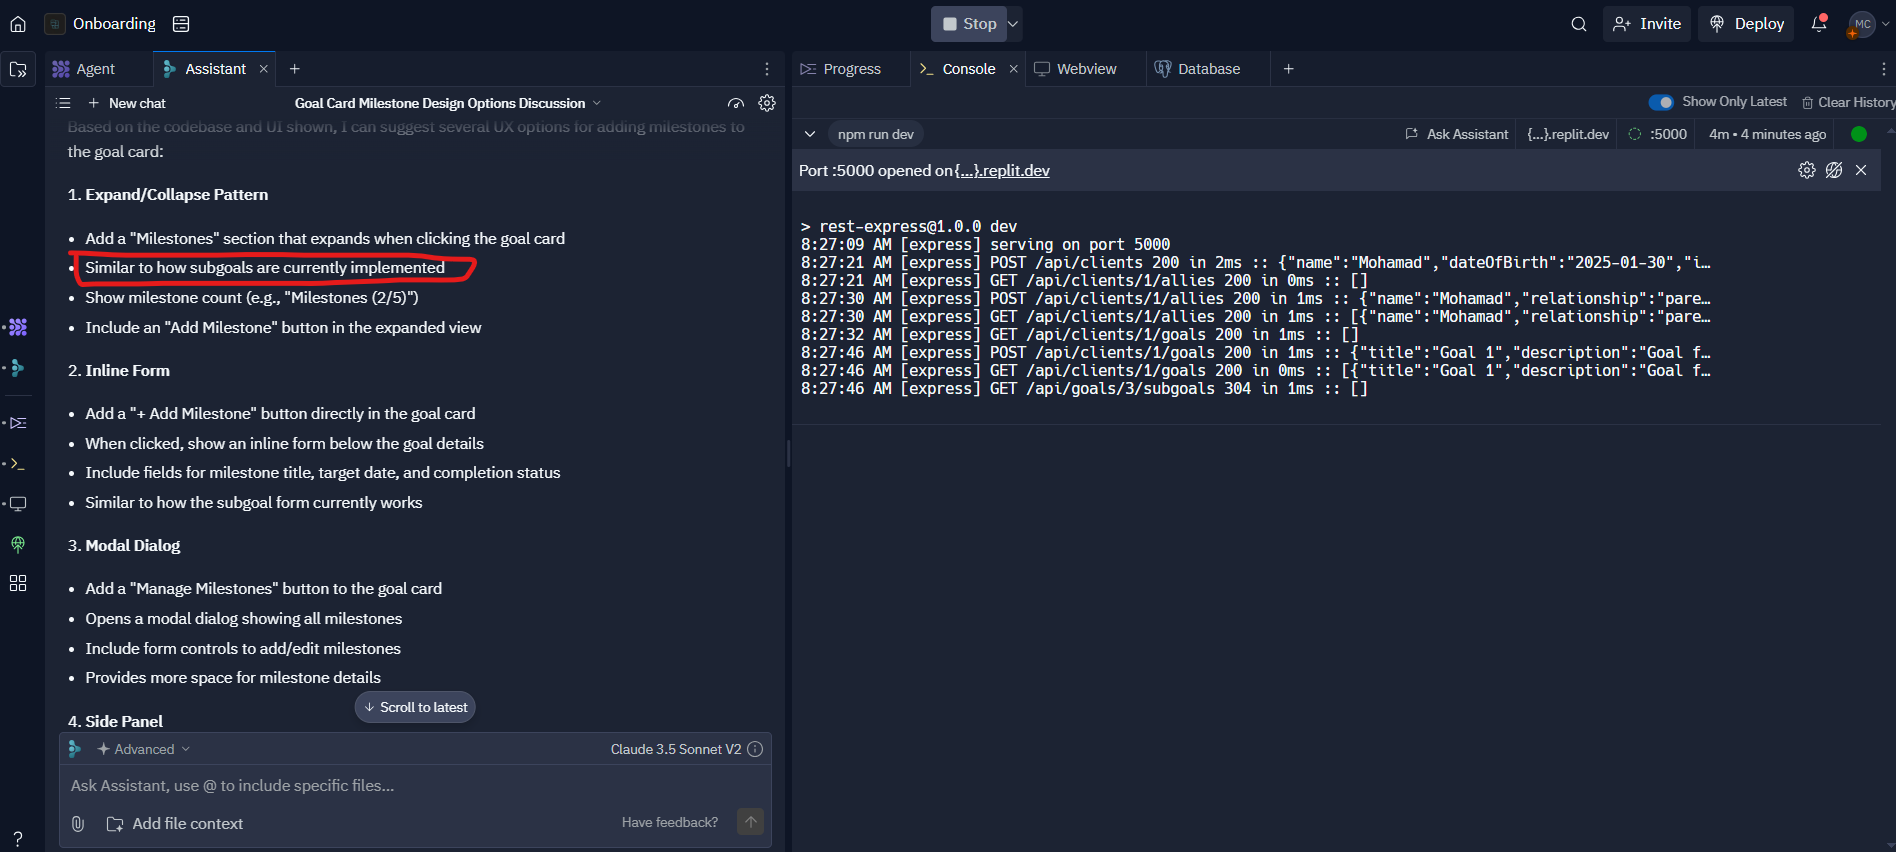 Onboarding
Stop
Invite
Deploy
MC
Agent
Assistant
Progress
Console
Webview
Database
New chat
Goal Card Milestone Design Options Discussion
Show Only Latest
Clear History
Based on the codebase and UI shown, I can suggest several UX options for adding milestones to
the goal card:
1. Expand/Collapse Pattern
• Add a "Milestones" section that expands when clicking the goal card
• Similar to how subgoals are currently implemented
• Show milestone count (e.g., "Milestones (2/5)")
• Include an "Add Milestone" button in the expanded view
2. Inline Form
• Add a "+ Add Milestone" button directly in the goal card
• When clicked, show an inline form below the goal details
• Include fields for milestone title, target date, and completion status
• Similar to how the subgoal form currently works
3. Modal Dialog
• Add a "Manage Milestones" button to the goal card
• Opens a modal dialog showing all milestones
• Include form controls to add/edit milestones
• Provides more space for milestone details
4. Side Panel
Scroll to latest
Advanced
Claude 3.5 Sonnet V2
Ask Assistant, use @ to include specific files...
Add file context
Have feedback?
npm run dev
Ask Assistant
{...}.replit.dev
:5000
4m • 4 minutes ago
Port :5000 opened on {...}.replit.dev
> rest-express@1.0.0 dev
8:27:09 AM [express] serving on port 5000
8:27:21 AM [express] POST /api/clients 200 in 2ms :: {"name":"Mohamad","dateOfBirth":"2025-01-30","i…
8:27:21 AM [express] GET /api/clients/1/allies 200 in 0ms :: []
8:27:30 AM [express] POST /api/clients/1/allies 200 in 1ms :: {"name":"Mohamad","relationship":"pare…
8:27:30 AM [express] GET /api/clients/1/allies 200 in 1ms :: [{"name":"Mohamad","relationship":"pare…
8:27:32 AM [express] GET /api/clients/1/goals 200 in 1ms :: []
8:27:46 AM [express] POST /api/clients/1/goals 200 in 1ms :: {"title":"Goal 1","description":"Goal f…
8:27:46 AM [express] GET /api/clients/1/goals 200 in 0ms :: [{"title":"Goal 1","description":"Goal f…
8:27:46 AM [express] GET /api/goals/3/subgoals 304 in 1ms :: []